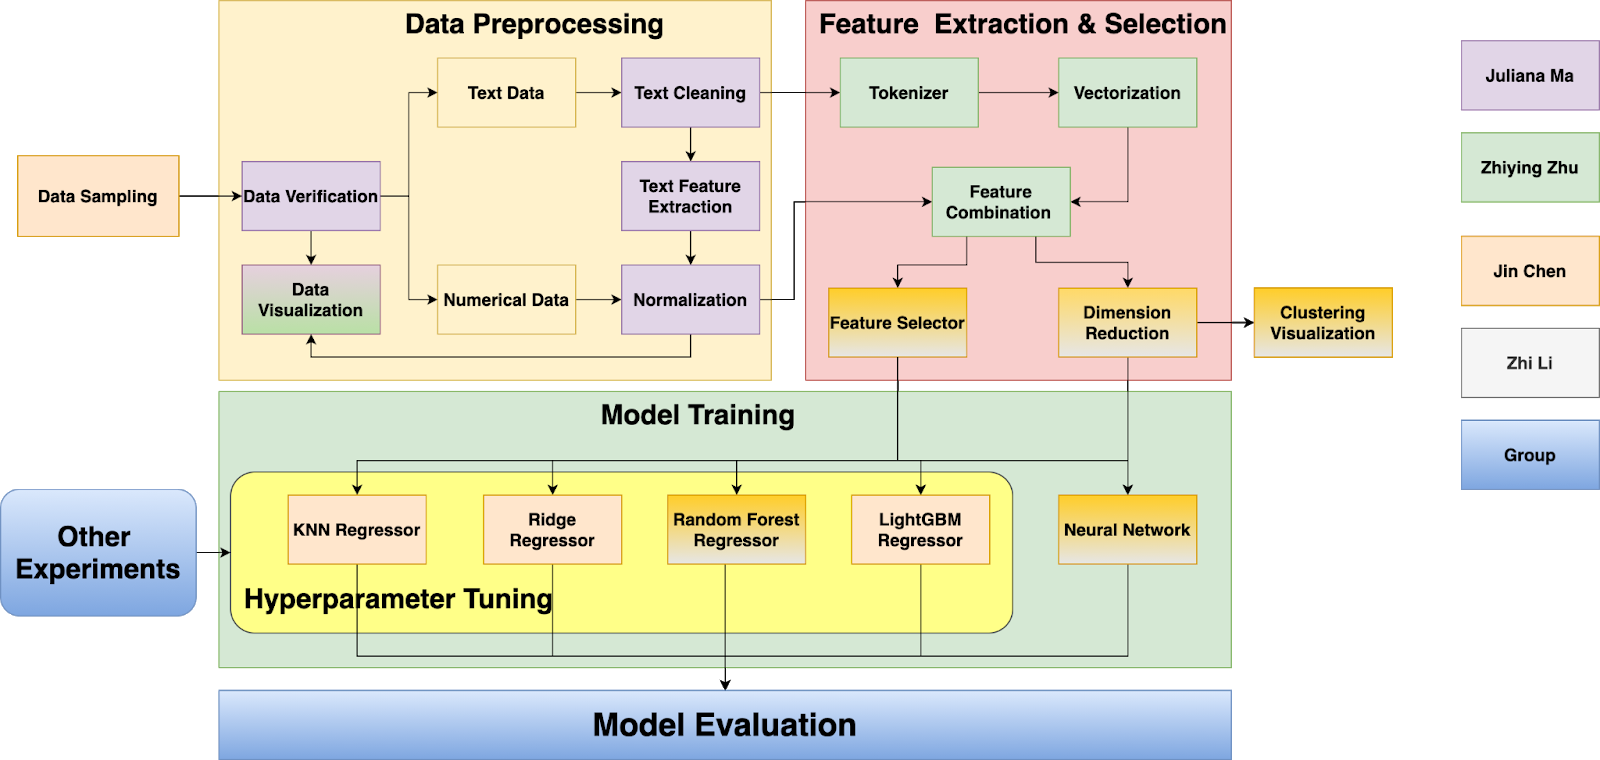 Data Preprocessing
Feature Extraction & Selection
Text Data
Text Cleaning
Tokenizer
Vectorization
Juliana Ma
Data Sampling
Data Verification
Text Feature
Extraction
Feature
Combination
Zhiying Zhu
Data
Visualization
Numerical Data
Normalization
Feature Selector
Dimension
Reduction
Clustering
Visualization
Jin Chen
Zhi Li
Group
Model Training
Other
Experiments
KNN Regressor
Ridge
Regressor
Random Forest
Regressor
LightGBM
Regressor
Neural Network
Hyperparameter Tuning
Model Evaluation